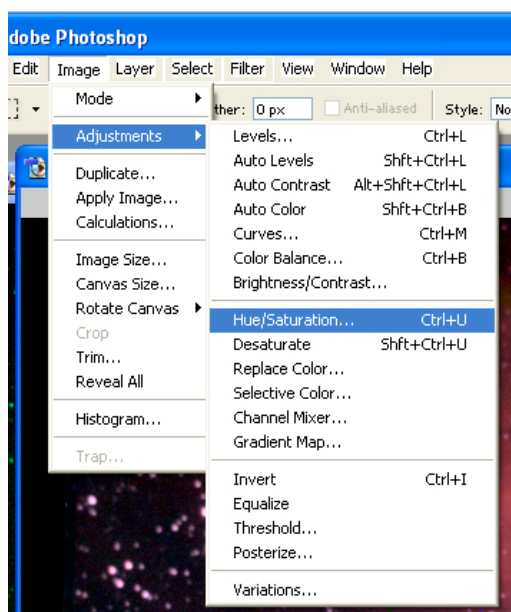 dobe Photoshop
Edit Image Layer Select Filter View Window Help
ther: 0 px Anti-aliased Style: No
Mode
Adjustments
Duplicate...
Apply Image...
Calculations...
Image Size...
Canvas Size...
Rotate Canvas
Crop
Trim...
Reveal All
Histogram...
Trap...
Levels... Ctrl+L
Auto Levels Shft+Ctrl+L
Auto Contrast Alt+Shft+Ctrl+L
Auto Color Shft+Ctrl+B
Curves... Ctrl+M
Color Balance... Ctrl+B
Brightness/Contrast...
Hue/Saturation... Ctrl+U
Desaturate Shft+Ctrl+U
Replace Color...
Selective Color...
Channel Mixer...
Gradient Map...
Invert Ctrl+I
Equalize
Threshold...
Posterize...
Variations...